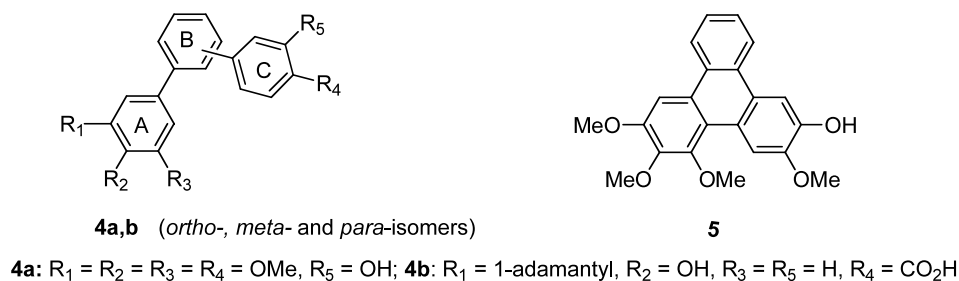 R5
B
C
R4
R1
A
R2
R3
OH
MeO
MeO
OMe
OMe
4a,b (ortho-, meta- and para-isomers)
5
4a: R1 = R2 = R3 = R4 = OMe, R5 = OH; 4b: R1 = 1-adamantyl, R2 = OH, R3 = R5 = H, R4 = CO2H